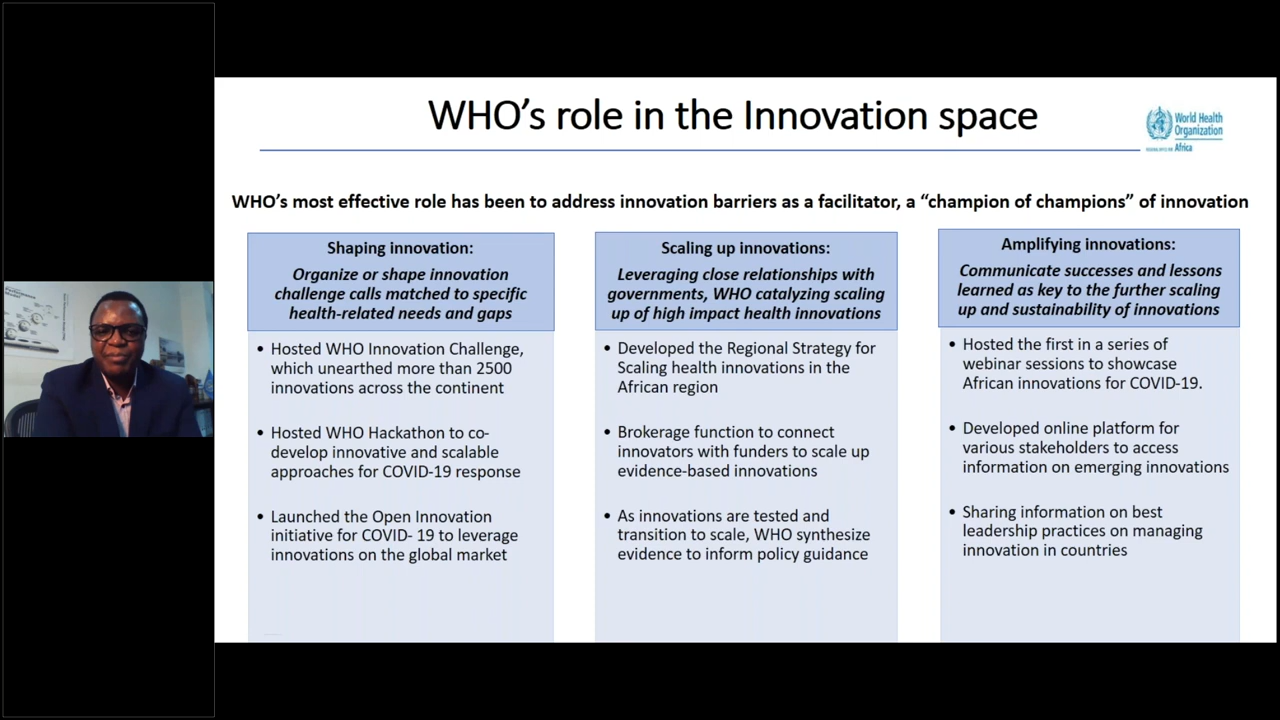 WHO's role in the Innovation space
World Health
Organization
REGIONAL OFFICE FOR Africa
WHO's most effective role has been to address innovation barriers as a facilitator, a “champion of champions” of innovation
Shaping innovation:
Organize or shape innovation
challenge calls matched to specific
health-related needs and gaps
• Hosted WHO Innovation Challenge,
which unearthed more than 2500
innovations across the continent
• Hosted WHO Hackathon to co-
develop innovative and scalable
approaches for COVID-19 response
• Launched the Open Innovation
initiative for COVID- 19 to leverage
innovations on the global market
Scaling up innovations:
Leveraging close relationships with
governments, WHO catalyzing scaling
up of high impact health innovations
• Developed the Regional Strategy for
Scaling health innovations in the
African region
• Brokerage function to connect
innovators with funders to scale up
evidence-based innovations
• As innovations are tested and
transition to scale, WHO synthesize
evidence to inform policy guidance
Amplifying innovations:
Communicate successes and lessons
learned as key to the further scaling
up and sustainability of innovations
• Hosted the first in a series of
webinar sessions to showcase
African innovations for COVID-19.
• Developed online platform for
various stakeholders to access
information on emerging innovations
• Sharing information on best
leadership practices on managing
innovation in countries